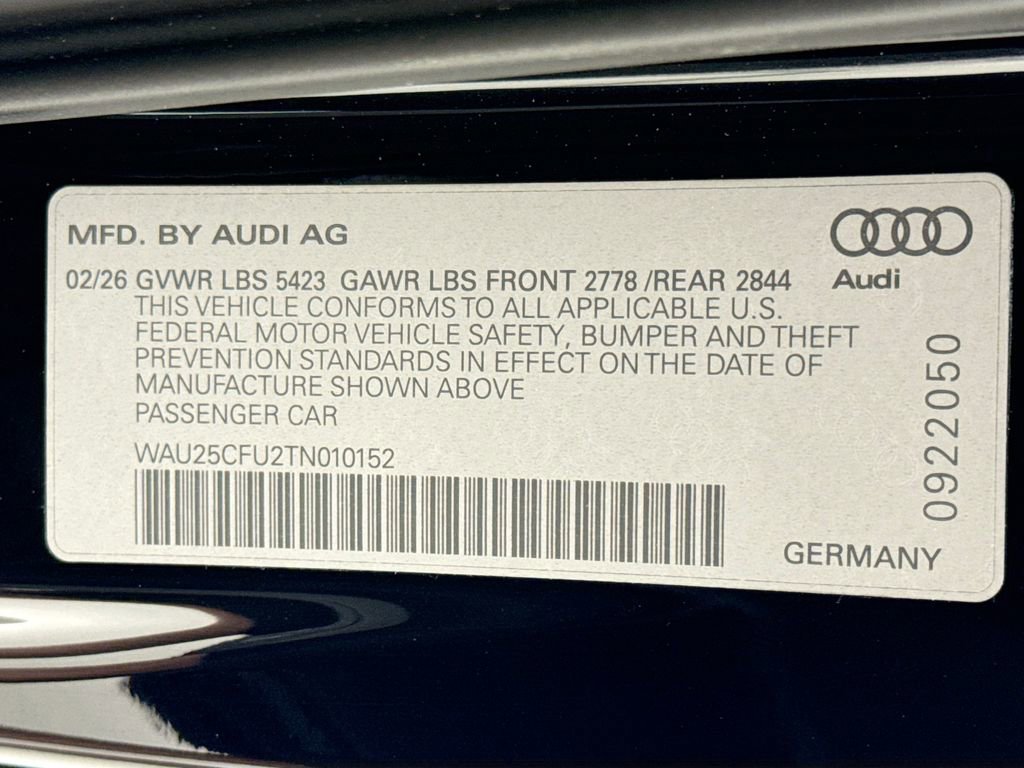 MFD. BY AUDI AG
Audi
02/26 GVWR LBS 5423 GAWR LBS FRONT 2778 /REAR 2844
THIS VEHICLE CONFORMS TO ALL APPLICABLE U.S.
FEDERAL MOTOR VEHICLE SAFETY, BUMPER AND THEFT
PREVENTION STANDARDS IN EFFECT ON THE DATE OF
MANUFACTURE SHOWN ABOVE
PASSENGER CAR
WAU25CFU2TN010152
0922050
GERMANY